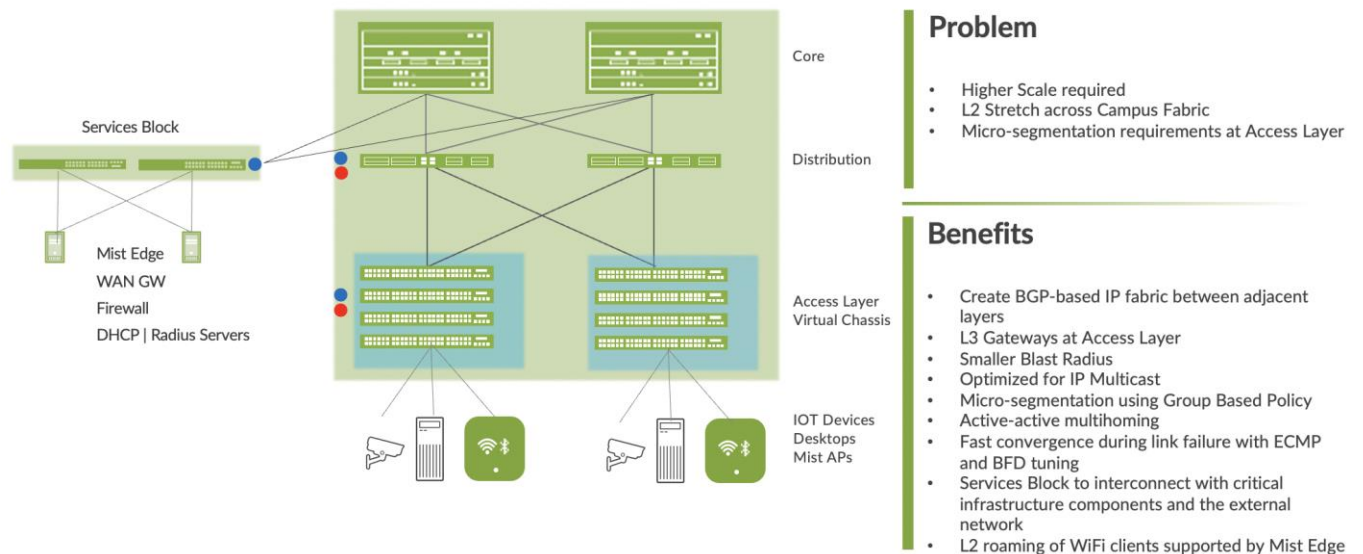 Core
Services Block
Distribution
Mist Edge
WAN GW
Firewall
DHCP | Radius Servers
Access Layer
Virtual Chassis
IOT Devices
Desktops
Mist APs
Problem
• Higher Scale required
• L2 Stretch across Campus Fabric
• Micro-segmentation requirements at Access Layer
Benefits
• Create BGP-based IP fabric between adjacent
layers
• L3 Gateways at Access Layer
• Smaller Blast Radius
• Optimized for IP Multicast
• Micro-segmentation using Group Based Policy
• Active-active multihoming
• Fast convergence during link failure with ECMP
and BFD tuning
• Services Block to interconnect with critical
infrastructure components and the external
network
• L2 roaming of WiFi clients supported by Mist Edge